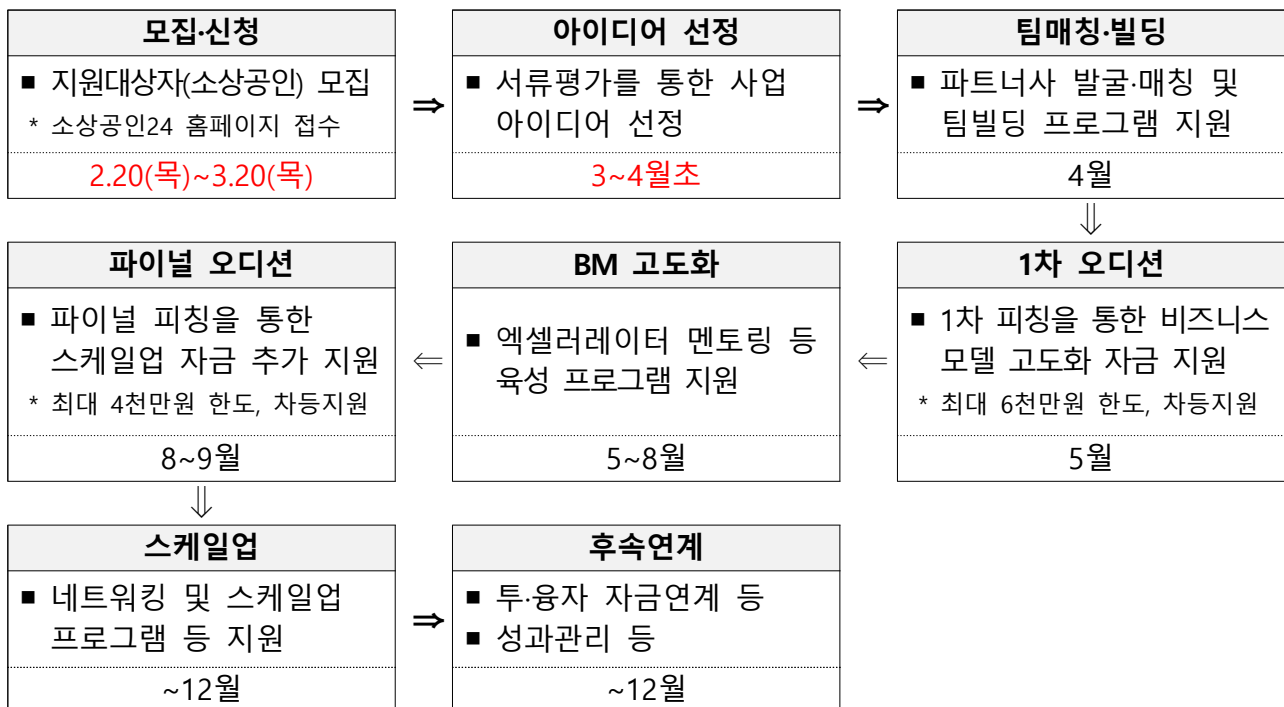 모집·신청
■ 지원대상자(소상공인) 모집
* 소상공인24 홈페이지 접수
2.20(목)~3.20(목)
⇒
아이디어 선정
■ 서류평가를 통한 사업
아이디어 선정
3~4월초
⇒
팀매칭·빌딩
■ 파트너사 발굴·매칭 및
팀빌딩 프로그램 지원
4월
⇓
1차 오디션
■ 1차 피칭을 통한 비즈니스
모델 고도화 자금 지원
* 최대 6천만원 한도, 차등지원
5월
⇐
BM 고도화
■ 엑셀러레이터 멘토링 등
육성 프로그램 지원
5~8월
⇐
파이널 오디션
■ 파이널 피칭을 통한
스케일업 자금 추가 지원
* 최대 4천만원 한도, 차등지원
8~9월
⇓
스케일업
■ 네트워킹 및 스케일업
프로그램 등 지원
~12월
⇒
후속연계
■ 투·융자 자금연계 등
■ 성과관리 등
~12월